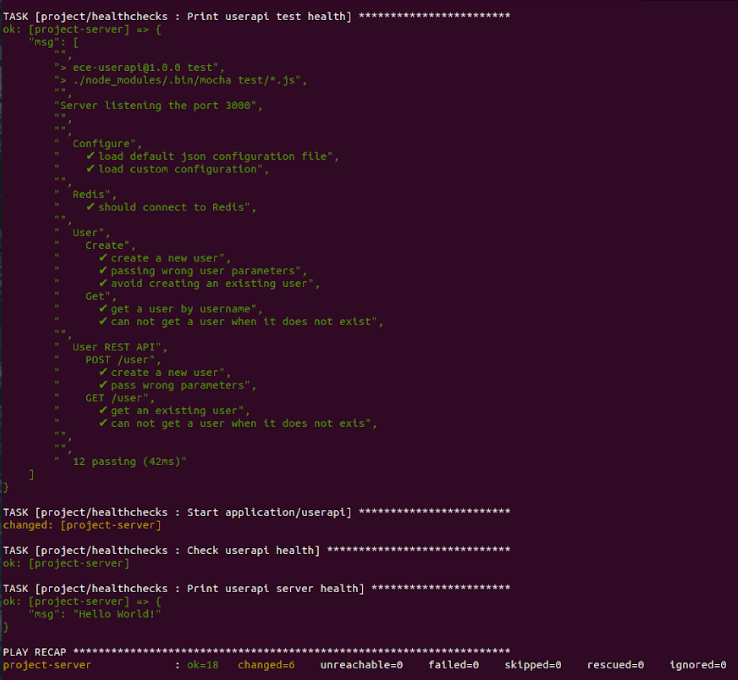 TASK [project/healthchecks : Print userapi test health] ************************
ok: [project-server] => {
    "msg": [
        "",
        "> ece-userapi@1.0.0 test",
        "> ./node_modules/.bin/mocha test/*.js",
        "",
        "Server listening the port 3000",
        "",
        "",
        "  Configure",
        "    ✔ load default json configuration file",
        "    ✔ load custom configuration",
        "",
        "  Redis",
        "    ✔ should connect to Redis",
        "",
        "  User",
        "    Create",
        "      ✔ create a new user",
        "      ✔ passing wrong user parameters",
        "      ✔ avoid creating an existing user",
        "    Get",
        "      ✔ get a user by username",
        "      ✔ can not get a user when it does not exist",
        "",
        "  User REST API",
        "    POST /user",
        "      ✔ create a new user",
        "      ✔ pass wrong parameters",
        "    GET /user",
        "      ✔ get an existing user",
        "      ✔ can not get a user when it does not exis",
        "",
        "",
        "  12 passing (42ms)"
    ]
}
TASK [project/healthchecks : Start application/userapi] ************************
changed: [project-server]
TASK [project/healthchecks : Check userapi health] *****************************
ok: [project-server]
TASK [project/healthchecks : Print userapi server health] **********************
ok: [project-server] => {
    "msg": "Hello World!"
}
PLAY RECAP *********************************************************************
project-server             : ok=18   changed=6    unreachable=0    failed=0    skipped=0    rescued=0    ignored=0